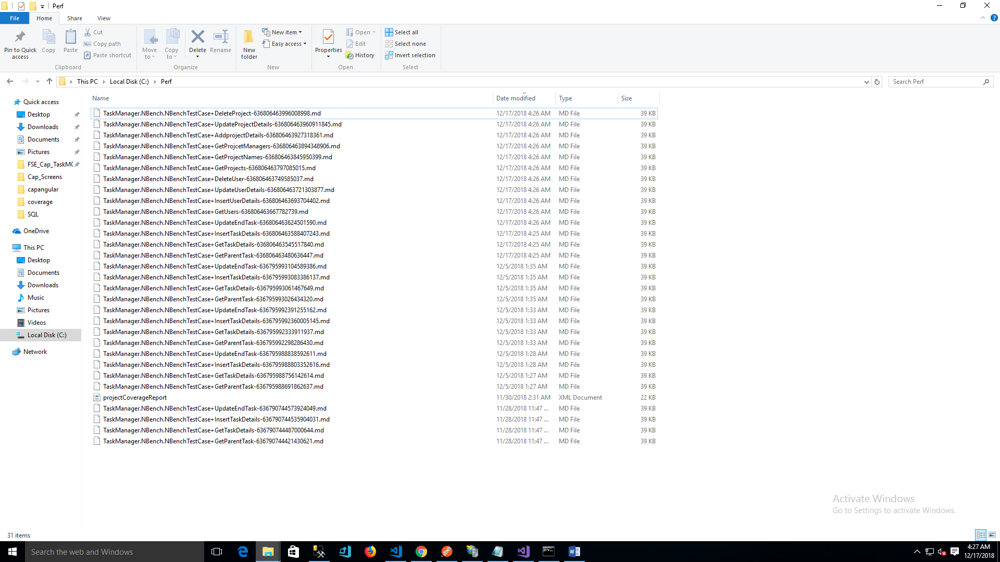 Perf
File Home Share View
Pin to Quick access
Copy
Paste
Cut
Copy path
Paste shortcut
Clipboard
Move to
Copy to
Delete
Rename
Organize
New folder
New item
Easy access
New
Properties
Open
Edit
History
Open
Select all
Select none
Invert selection
Select
This PC Local Disk (C:) Perf
Search Perf
Quick access
Desktop
Downloads
Documents
Pictures
FSE_Cap_TaskM
Cap_Screens
capangular
coverage
SQL
OneDrive
This PC
Desktop
Documents
Downloads
Music
Pictures
Videos
Local Disk (C:)
Network
Name Date modified Type Size
TaskManager.NBench.NBenchTestCase+DeleteProject-636806463996008998.md 12/17/2018 4:26 AM MD File 39 KB
TaskManager.NBench.NBenchTestCase+UpdateProjectDetails-636806463960911845.md 12/17/2018 4:26 AM MD File 39 KB
TaskManager.NBench.NBenchTestCase+AddprojectDetails-636806463927318361.md 12/17/2018 4:26 AM MD File 39 KB
TaskManager.NBench.NBenchTestCase+GetProjcetManagers-636806463894348906.md 12/17/2018 4:26 AM MD File 39 KB
TaskManager.NBench.NBenchTestCase+GetProjectNames-636806463845950399.md 12/17/2018 4:26 AM MD File 39 KB
TaskManager.NBench.NBenchTestCase+GetProjects-636806463797085015.md 12/17/2018 4:26 AM MD File 39 KB
TaskManager.NBench.NBenchTestCase+DeleteUser-636806463749585037.md 12/17/2018 4:26 AM MD File 39 KB
TaskManager.NBench.NBenchTestCase+UpdateUserDetails-636806463721303877.md 12/17/2018 4:26 AM MD File 39 KB
TaskManager.NBench.NBenchTestCase+InsertUserDetails-636806463693704402.md 12/17/2018 4:26 AM MD File 39 KB
TaskManager.NBench.NBenchTestCase+GetUsers-636806463667782739.md 12/17/2018 4:26 AM MD File 39 KB
TaskManager.NBench.NBenchTestCase+UpdateEndTask-636806463624501590.md 12/17/2018 4:26 AM MD File 39 KB
TaskManager.NBench.NBenchTestCase+InsertTaskDetails-636806463588407243.md 12/17/2018 4:25 AM MD File 39 KB
TaskManager.NBench.NBenchTestCase+GetTaskDetails-636806463545517840.md 12/17/2018 4:25 AM MD File 39 KB
TaskManager.NBench.NBenchTestCase+GetParentTask-636806463480636447.md 12/17/2018 4:25 AM MD File 39 KB
TaskManager.NBench.NBenchTestCase+UpdateEndTask-636795993104589386.md 12/5/2018 1:35 AM MD File 39 KB
TaskManager.NBench.NBenchTestCase+InsertTaskDetails-636795993083386137.md 12/5/2018 1:35 AM MD File 39 KB
TaskManager.NBench.NBenchTestCase+GetTaskDetails-636795993061467649.md 12/5/2018 1:35 AM MD File 39 KB
TaskManager.NBench.NBenchTestCase+GetParentTask-636795993026434320.md 12/5/2018 1:35 AM MD File 39 KB
TaskManager.NBench.NBenchTestCase+UpdateEndTask-636795992391255162.md 12/5/2018 1:33 AM MD File 39 KB
TaskManager.NBench.NBenchTestCase+InsertTaskDetails-636795992360005145.md 12/5/2018 1:33 AM MD File 39 KB
TaskManager.NBench.NBenchTestCase+GetTaskDetails-636795992333911937.md 12/5/2018 1:33 AM MD File 39 KB
TaskManager.NBench.NBenchTestCase+GetParentTask-636795992298286430.md 12/5/2018 1:33 AM MD File 39 KB
TaskManager.NBench.NBenchTestCase+UpdateEndTask-636795988838592611.md 12/5/2018 1:28 AM MD File 39 KB
TaskManager.NBench.NBenchTestCase+InsertTaskDetails-636795988803352616.md 12/5/2018 1:28 AM MD File 39 KB
TaskManager.NBench.NBenchTestCase+GetTaskDetails-636795988756142614.md 12/5/2018 1:27 AM MD File 39 KB
TaskManager.NBench.NBenchTestCase+GetParentTask-636795988691862637.md 12/5/2018 1:27 AM MD File 39 KB
projectCoverageReport 11/30/2018 2:31 AM XML Document 22 KB
TaskManager.NBench.NBenchTestCase+UpdateEndTask-636790744573924049.md 11/28/2018 11:47 ... MD File 39 KB
TaskManager.NBench.NBenchTestCase+InsertTaskDetails-636790744535904031.md 11/28/2018 11:47 ... MD File 39 KB
TaskManager.NBench.NBenchTestCase+GetTaskDetails-636790744487000644.md 11/28/2018 11:47 ... MD File 39 KB
TaskManager.NBench.NBenchTestCase+GetParentTask-636790744421430621.md 11/28/2018 11:47 ... MD File 39 KB
Activate Windows
Go to Settings to activate Windows.
31 items
Search the web and Windows
4:27 AM
12/17/2018